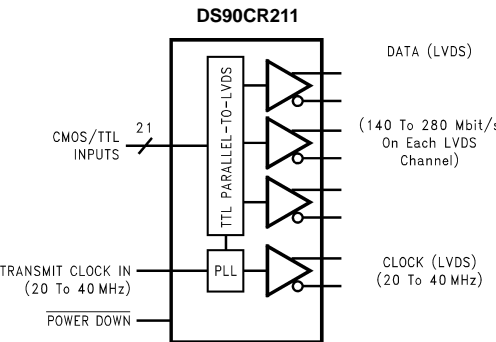 DS90CR211
DATA (LVDS)
TTL PARALLEL-TO-LVDS
21
CMOS/TTL
INPUTS
(140 To 280 Mbit/s
On Each LVDS
Channel)
PLL
TRANSMIT CLOCK IN
(20 To 40 MHz)
CLOCK (LVDS)
(20 To 40 MHz)
POWER DOWN